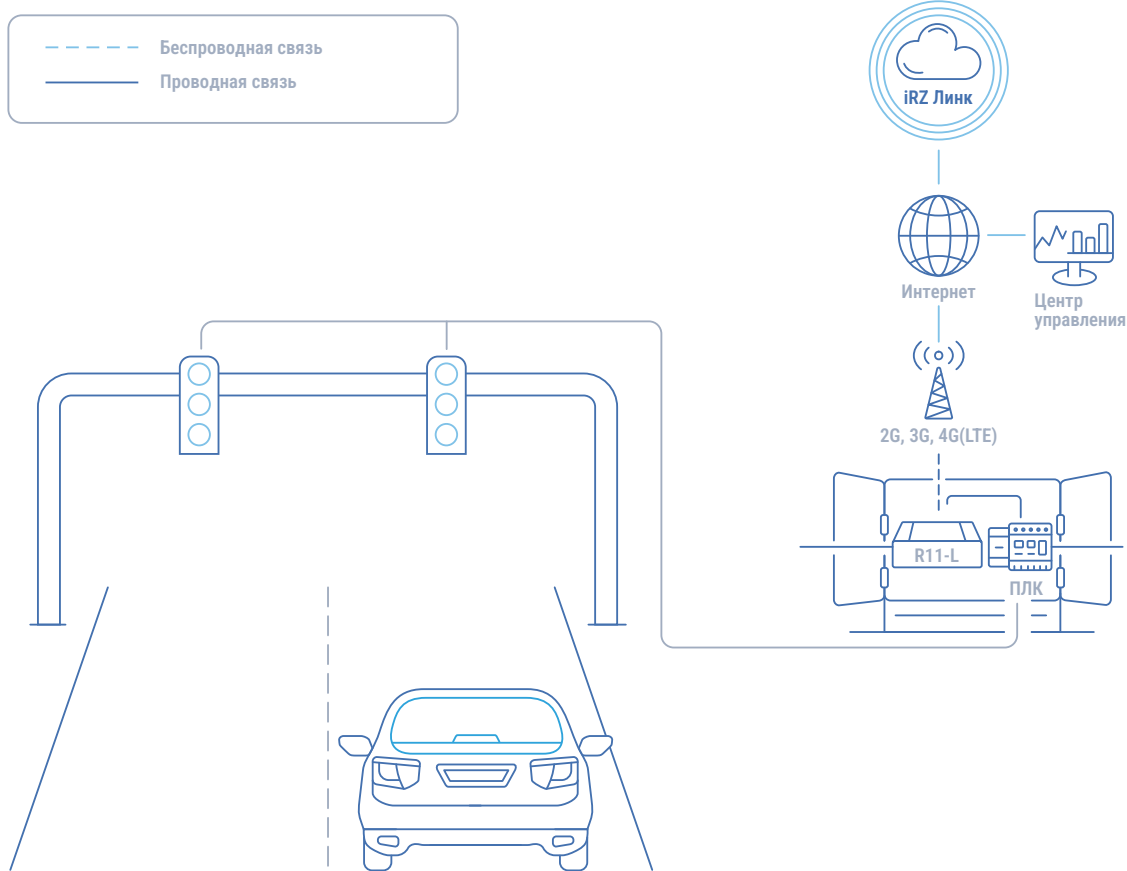 Беспроводная связь
Проводная связь
iRZ Линк
Интернет
Центр
управления
2G, 3G, 4G(LTE)
R11-L
ПЛК